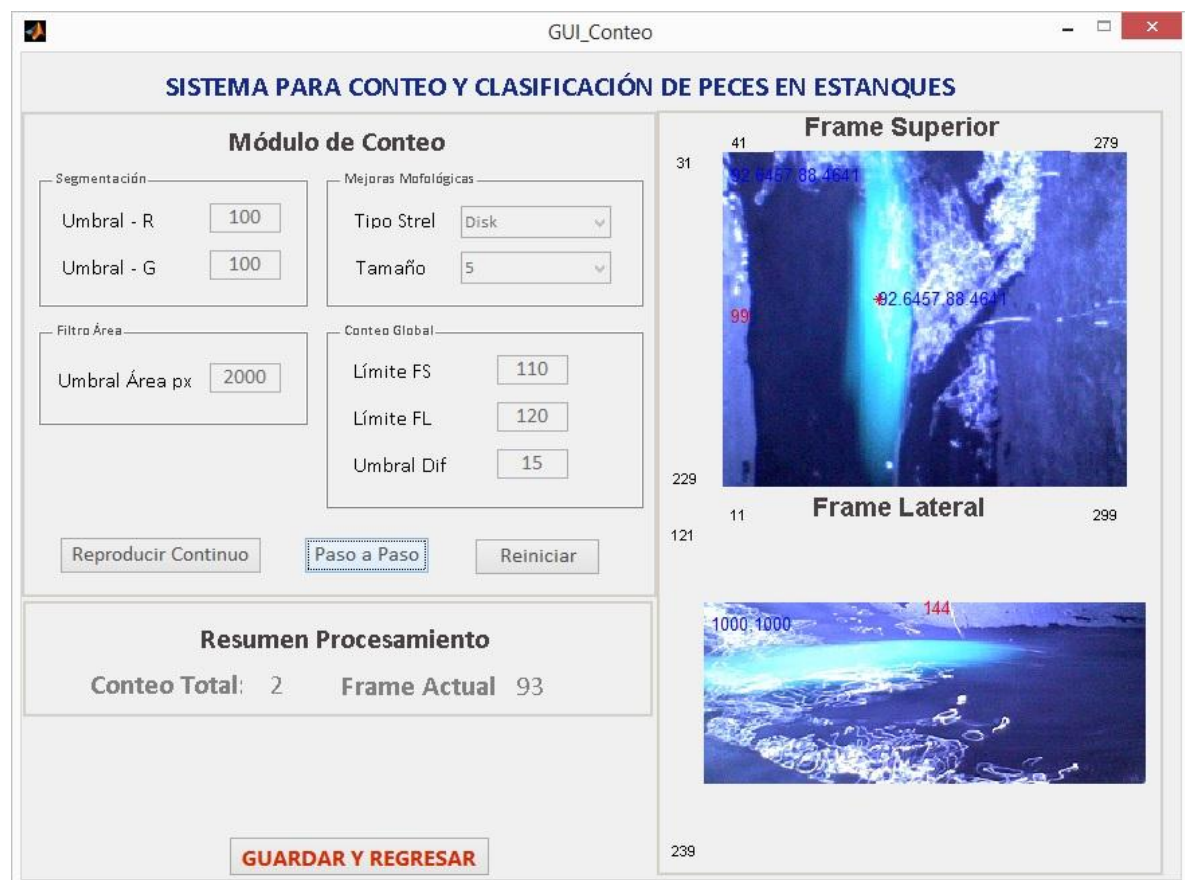 GUI_Conteo
SISTEMA PARA CONTEO Y CLASIFICACIÓN DE PECES EN ESTANQUES
Módulo de Conteo
Segmentación
Umbral - R 100
Umbral - G 100
Mejoras Mofológicas
Tipo Strel Disk
Tamaño 5
Filtro Área
Umbral Área px 2000
Conteo Global
Límite FS 110
Límite FL 120
Umbral Dif 15
Reproducir Continuo
Paso a Paso
Reiniciar
Resumen Procesamiento
Conteo Total: 2 Frame Actual 93
GUARDAR Y REGRESAR
Frame Superior
41 279
31
92.6457 88.4641
*92.6457 88.4641
99
229
Frame Lateral
11 299
121
144
1000 1000
239